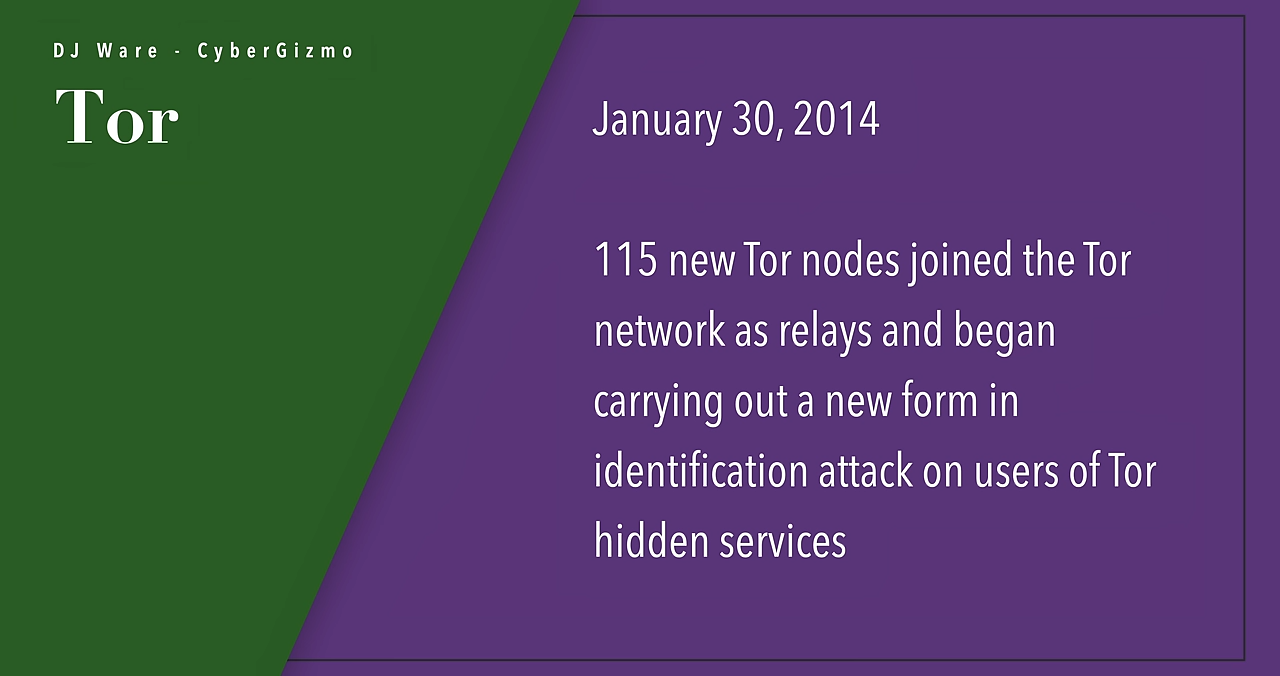 DJ Ware - CyberGizmo
Tor
January 30, 2014
115 new Tor nodes joined the Tor
network as relays and began
carrying out a new form in
identification attack on users of Tor
hidden services